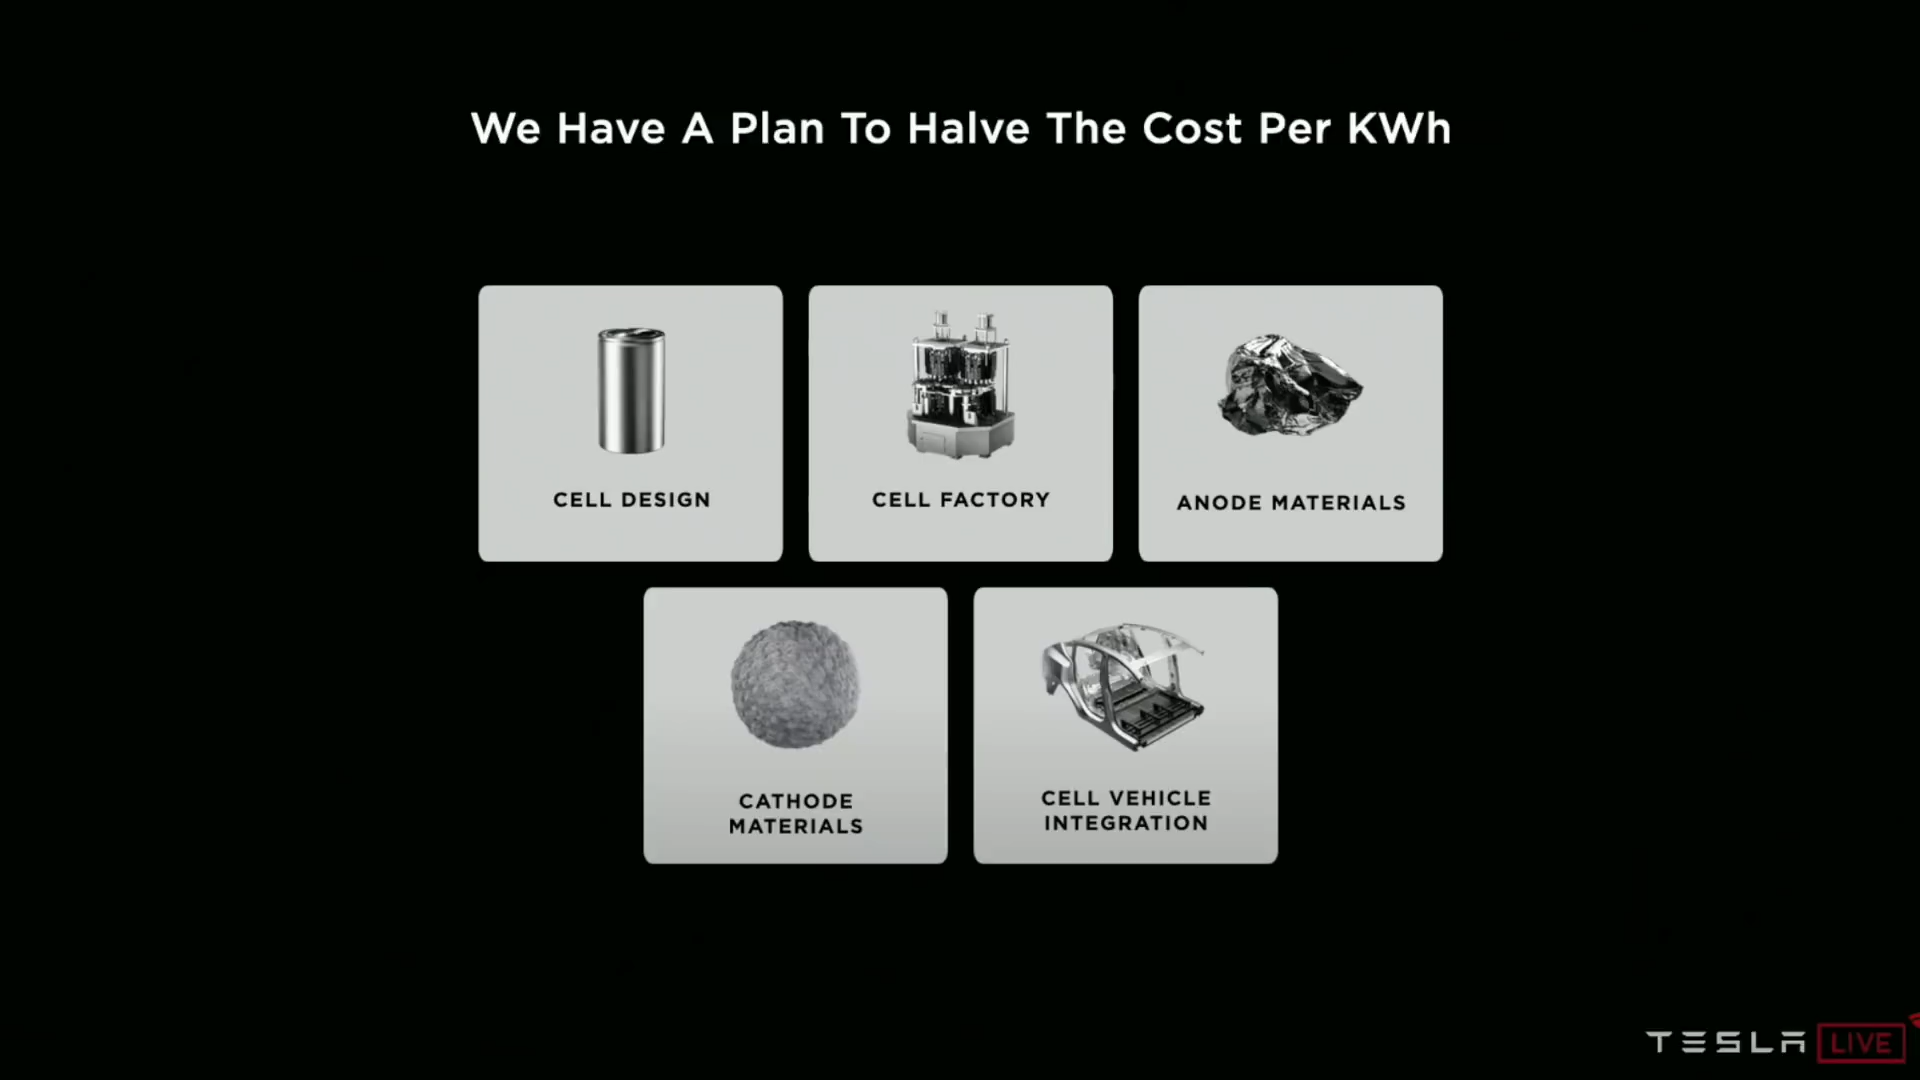 We Have A Plan To Halve The Cost Per KWh
CELL DESIGN
CELL FACTORY
ANODE MATERIALS
CATHODE
MATERIALS
CELL VEHICLE
INTEGRATION
TESLA LIVE